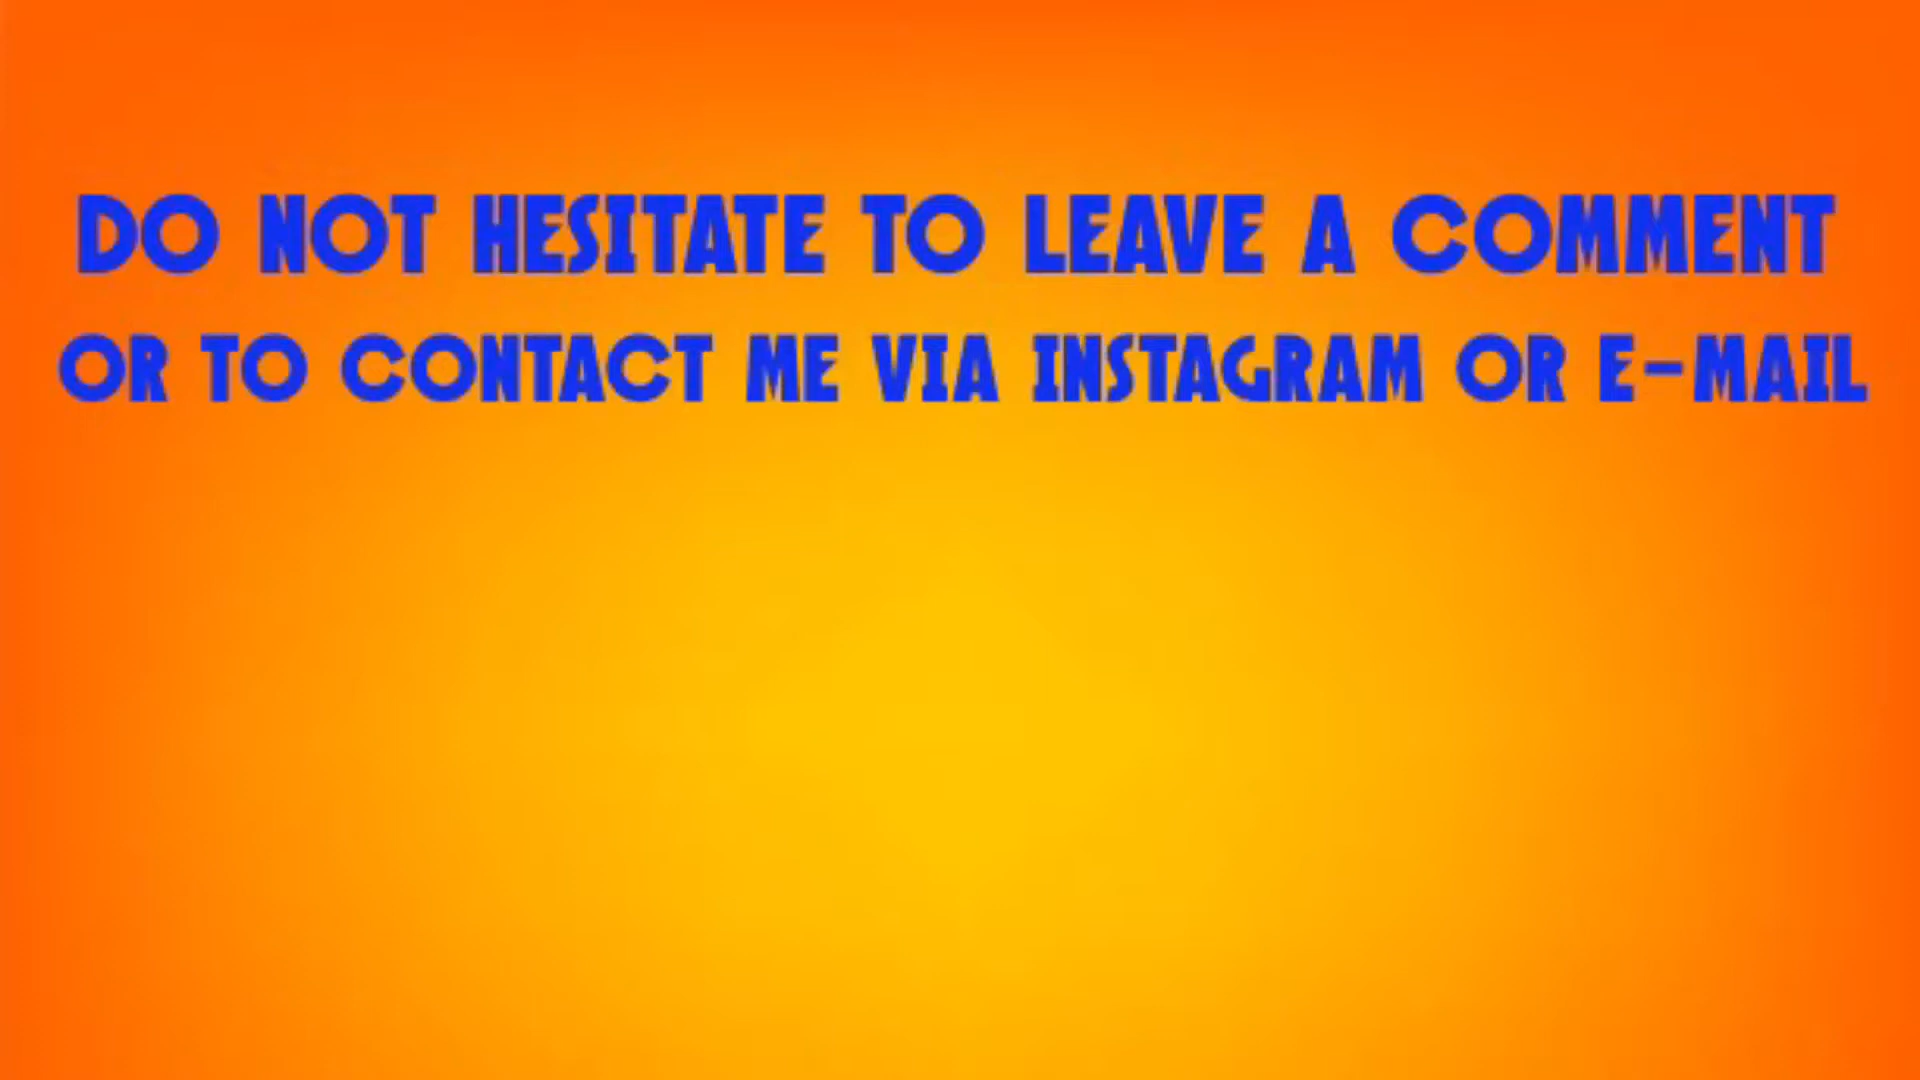 DO NOT HESITATE TO LEAVE A COMMENT
OR TO CONTACT ME VIA INSTAGRAM OR E-MAIL